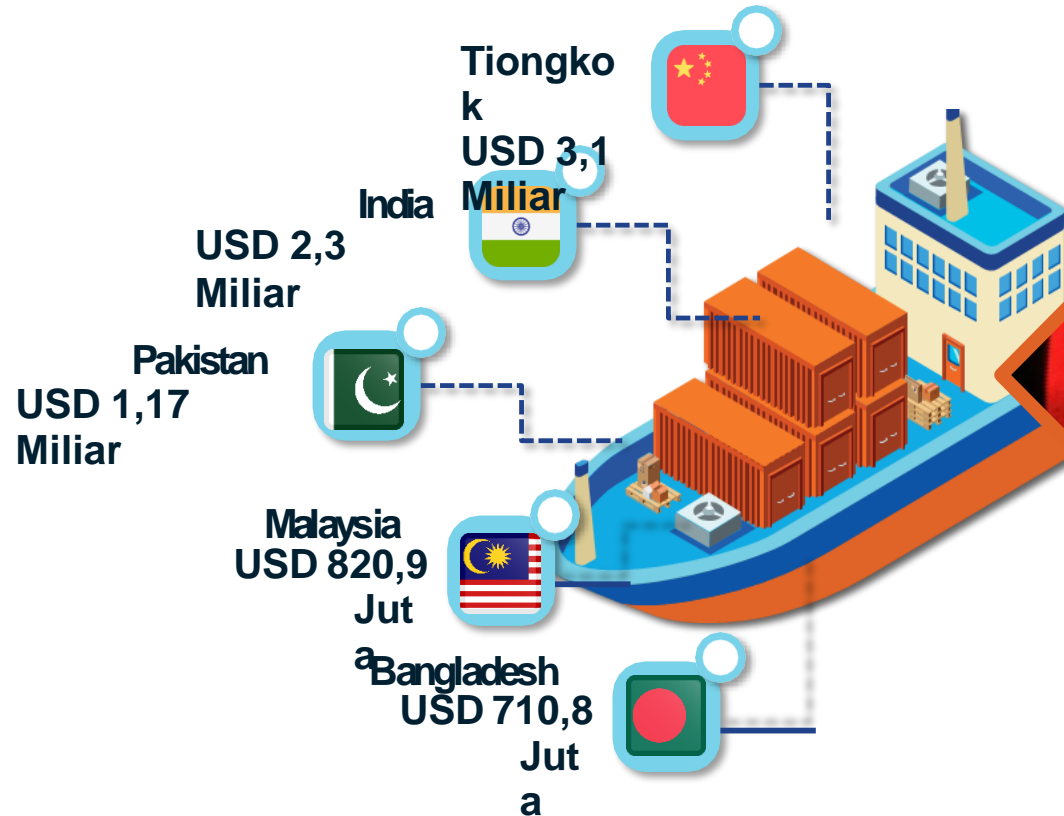 Tiongko
k
USD 3,1
Miliar
India
USD 2,3
Miliar
Pakistan
USD 1,17
Miliar
Malaysia
USD 820,9
Jut
a
Bangladesh
USD 710,8
Jut
a